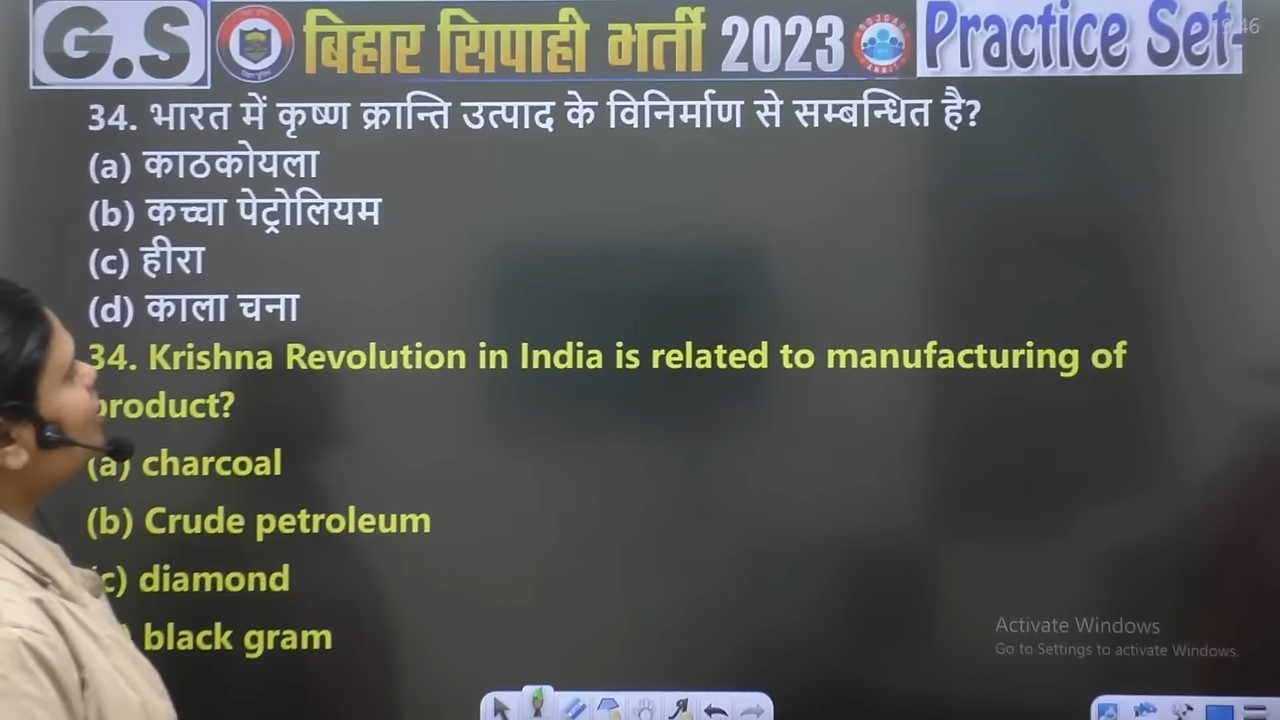 G.S बिहार सिपाही भर्ती 2023 Practice Set-
34. भारत में कृष्ण क्रान्ति उत्पाद के विनिर्माण से सम्बन्धित है?
(a) काठकोयला
(b) कच्चा पेट्रोलियम
(c) हीरा
(d) काला चना
34. Krishna Revolution in India is related to manufacturing of
product?
(a) charcoal
(b) Crude petroleum
c) diamond
) black gram
Activate Windows
Go to Settings to activate Windows.